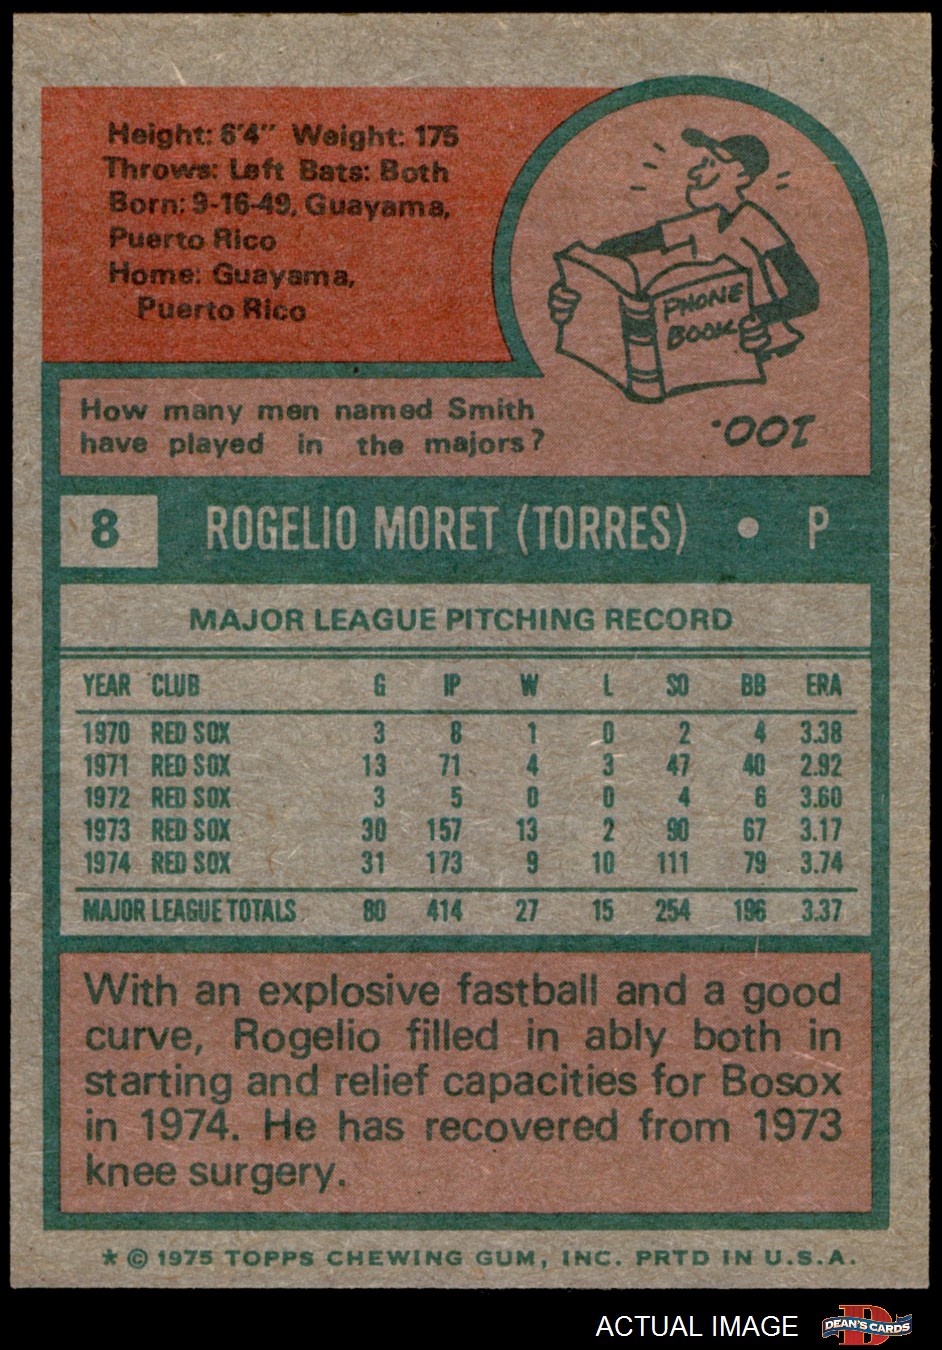 Height: 6'4" Weight: 175
Throws: Left Bats: Both
Born: 9-16-49, Guayama,
Puerto Rico
Home: Guayama,
Puerto Rico
PHONE
BOOK
How many men named Smith
have played in the majors?
100.
8 ROGELIO MORET (TORRES) • P
MAJOR LEAGUE PITCHING RECORD
YEAR CLUB G IP W L SO BB ERA
1970 RED SOX 3 8 1 0 2 4 3.38
1971 RED SOX 13 71 4 3 47 40 2.92
1972 RED SOX 3 5 0 0 4 6 3.60
1973 RED SOX 30 157 13 2 90 67 3.17
1974 RED SOX 31 173 9 10 111 79 3.74
MAJOR LEAGUE TOTALS 80 414 27 15 254 196 3.37
With an explosive fastball and a good
curve, Rogelio filled in ably both in
starting and relief capacities for Bosox
in 1974. He has recovered from 1973
knee surgery.
* © 1975 TOPPS CHEWING GUM, INC. PRTD IN U.S.A.
ACTUAL IMAGE
D
DEAN'S CARDS